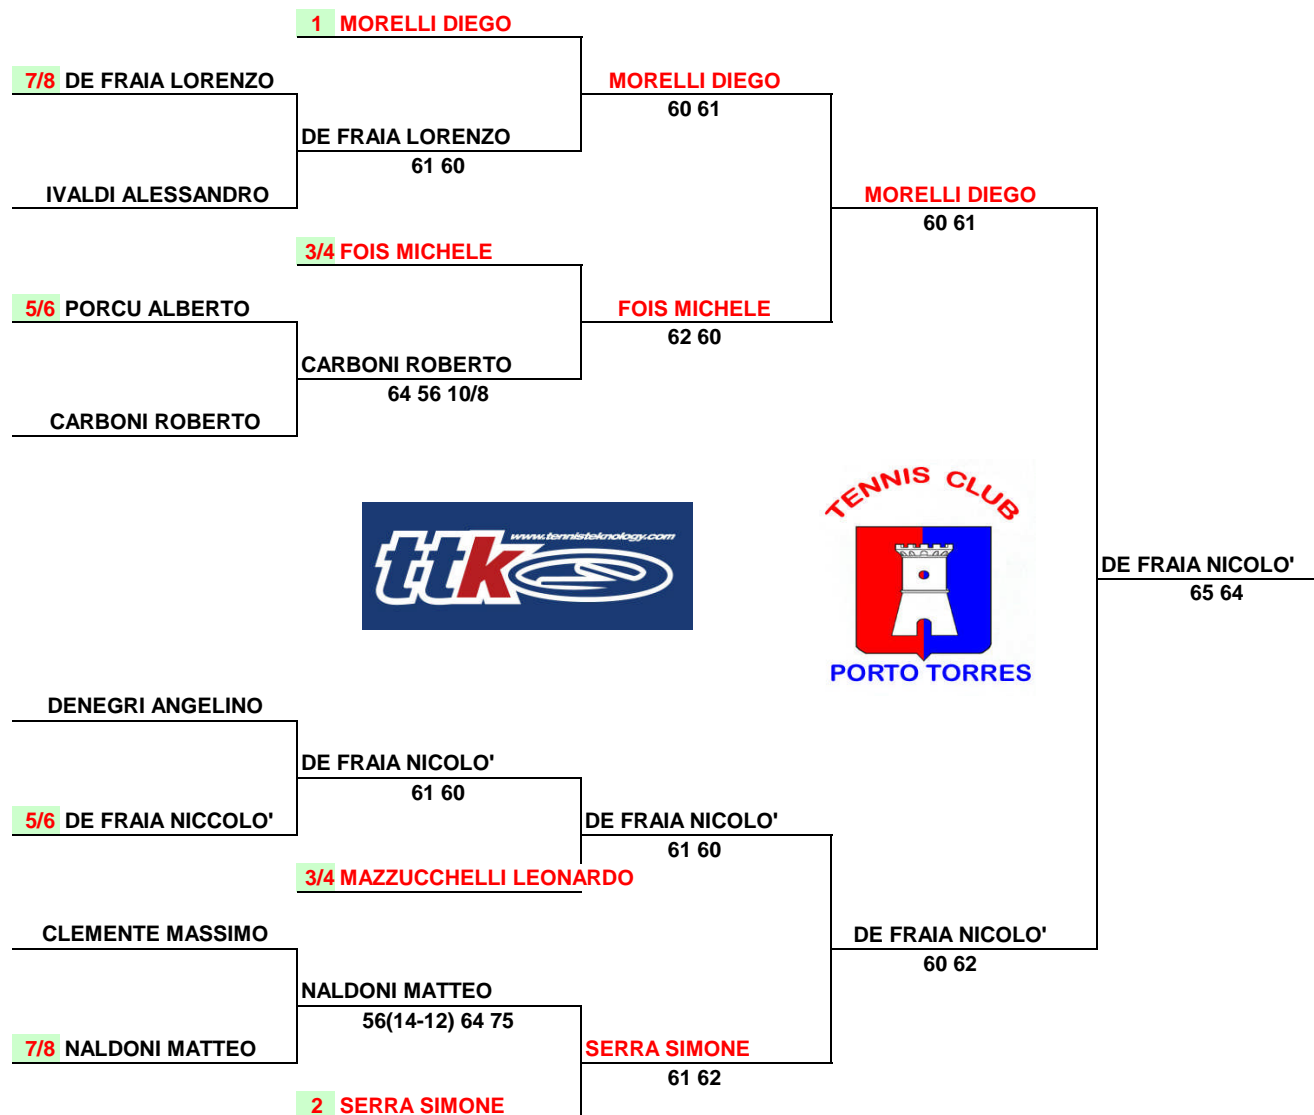 1 MORELLI DIEGO
7/8 DE FRAIA LORENZO
MORELLI DIEGO
60 61
DE FRAIA LORENZO
61 60
IVALDI ALESSANDRO
MORELLI DIEGO
60 61
3/4 FOIS MICHELE
5/6 PORCU ALBERTO
FOIS MICHELE
62 60
CARBONI ROBERTO
64 56 10/8
CARBONI ROBERTO
TENNIS CLUB
PORTO TORRES
ttk
www.tennisteknology.com
DE FRAIA NICOLO'
65 64
DENEGRI ANGELINO
DE FRAIA NICOLO'
61 60
5/6 DE FRAIA NICCOLO'
DE FRAIA NICOLO'
61 60
3/4 MAZZUCCHELLI LEONARDO
CLEMENTE MASSIMO
DE FRAIA NICOLO'
60 62
NALDONI MATTEO
56(14-12) 64 75
7/8 NALDONI MATTEO
SERRA SIMONE
61 62
2 SERRA SIMONE